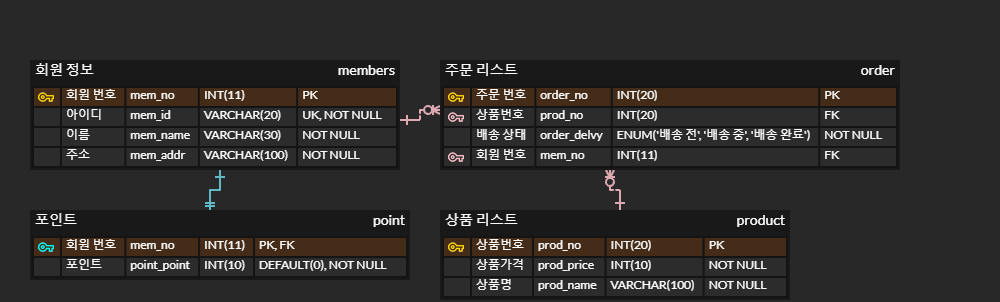 회원 정보 members
회원 번호 mem_no INT(11) PK
아이디 mem_id VARCHAR(20) UK, NOT NULL
이름 mem_name VARCHAR(30) NOT NULL
주소 mem_addr VARCHAR(100) NOT NULL
주문 리스트 order
주문 번호 order_no INT(20) PK
상품번호 prod_no INT(20) FK
배송 상태 order_delvy ENUM('배송 전', '배송 중', '배송 완료') NOT NULL
회원 번호 mem_no INT(11) FK
포인트 point
회원 번호 mem_no INT(11) PK, FK
포인트 point_point INT(10) DEFAULT(0), NOT NULL
상품 리스트 product
상품번호 prod_no INT(20) PK
상품가격 prod_price INT(10) NOT NULL
상품명 prod_name VARCHAR(100) NOT NULL